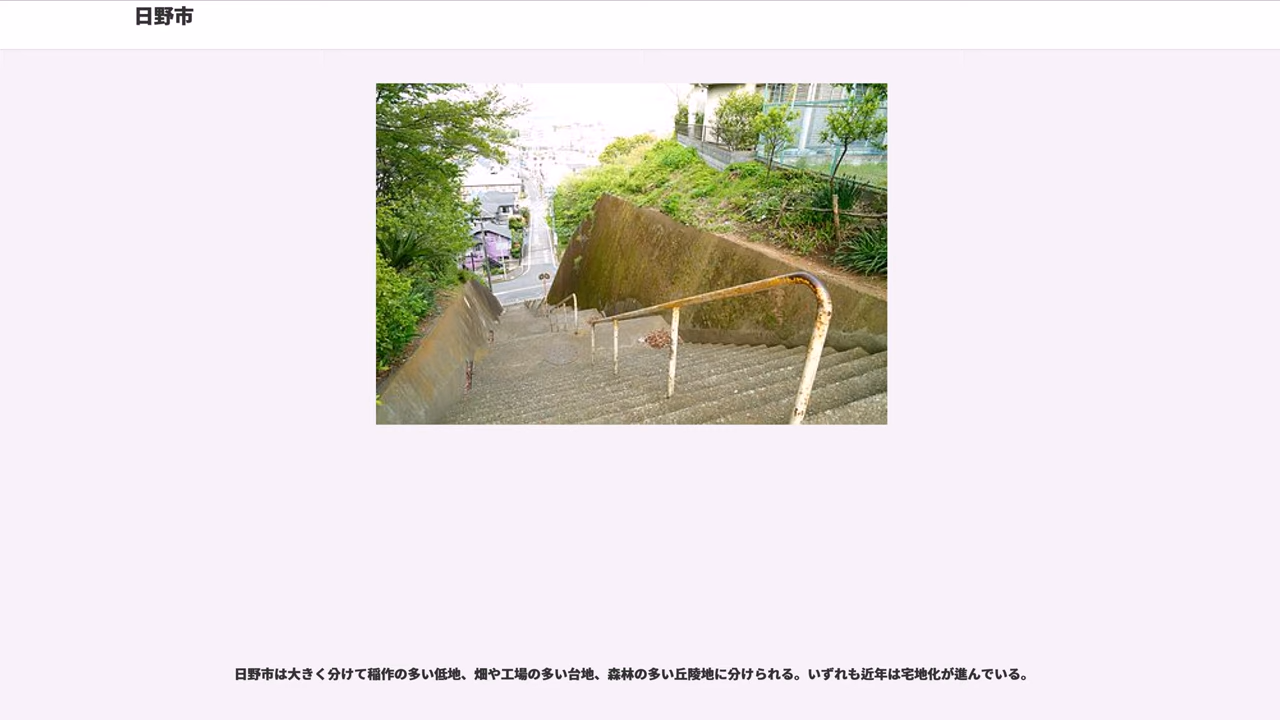 日野市
日野市は大きく分けて稲作の多い低地、畑や工場の多い台地、森林の多い丘陵地に分けられる。いずれも近年は宅地化が進んでいる。